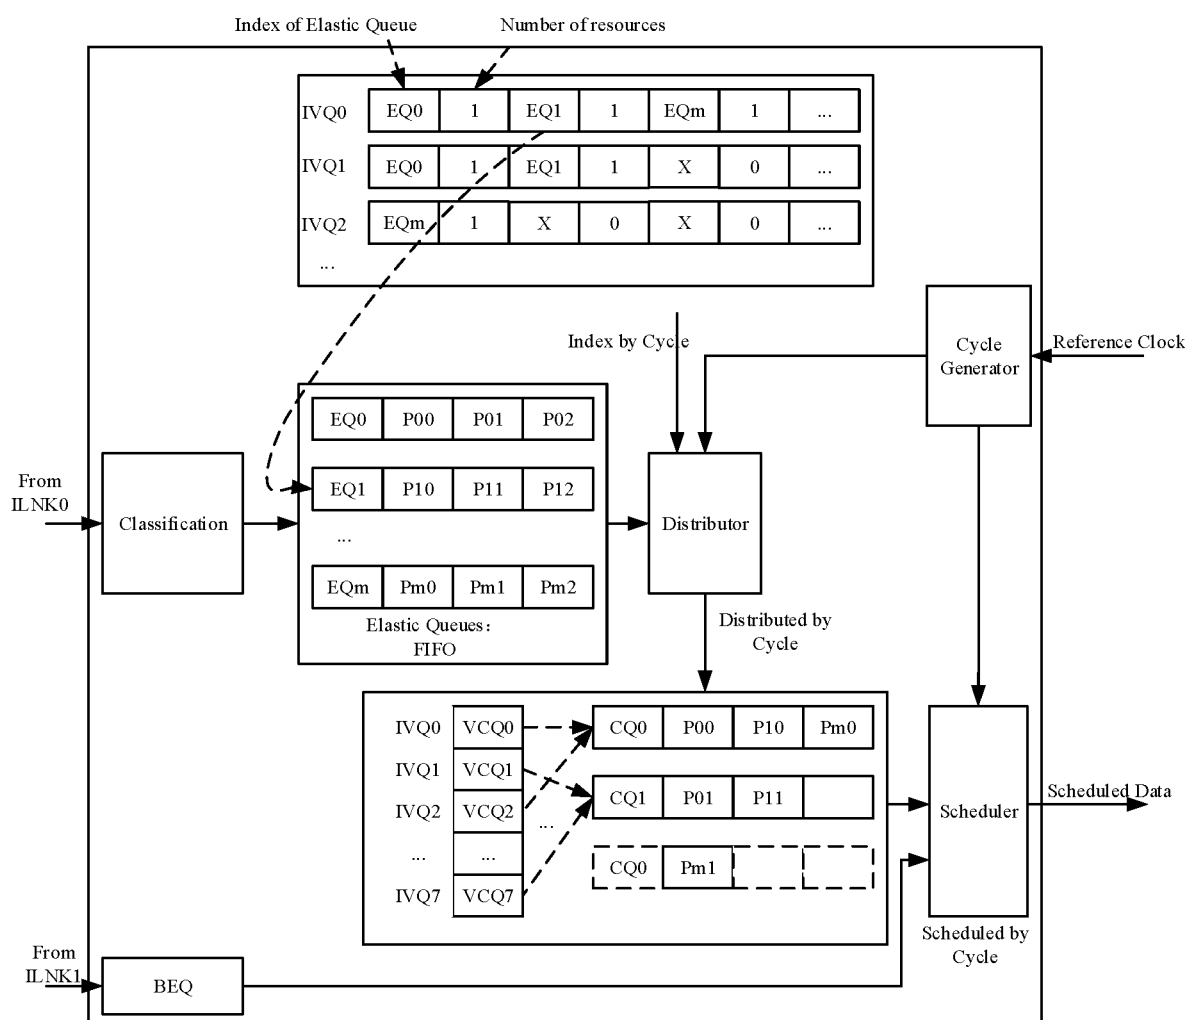 Index of Elastic Queue Number of resources
IVQ0 EQ0 1 EQ1 1 EQm 1 ...
IVQ1 EQ0 1 EQ1 1 X 0 ...
IVQ2 EQm 1 X 0 X 0 ...
...
Index by Cycle
Cycle
Generator
Reference Clock
From
ILNK0
Classification
EQ0 P00 P01 P02
EQ1 P10 P11 P12
...
EQm Pm0 Pm1 Pm2
Elastic Queues:
FIFO
Distributor
Distributed by
Cycle
IVQ0 VCQ0 CQ0 P00 P10 Pm0
IVQ1 VCQ1 CQ1 P01 P11
IVQ2 VCQ2 ...
... ... CQ0 Pm1
IVQ7 VCQ7
Scheduler
Scheduled Data
Scheduled by
Cycle
From
ILNK1
BEQ